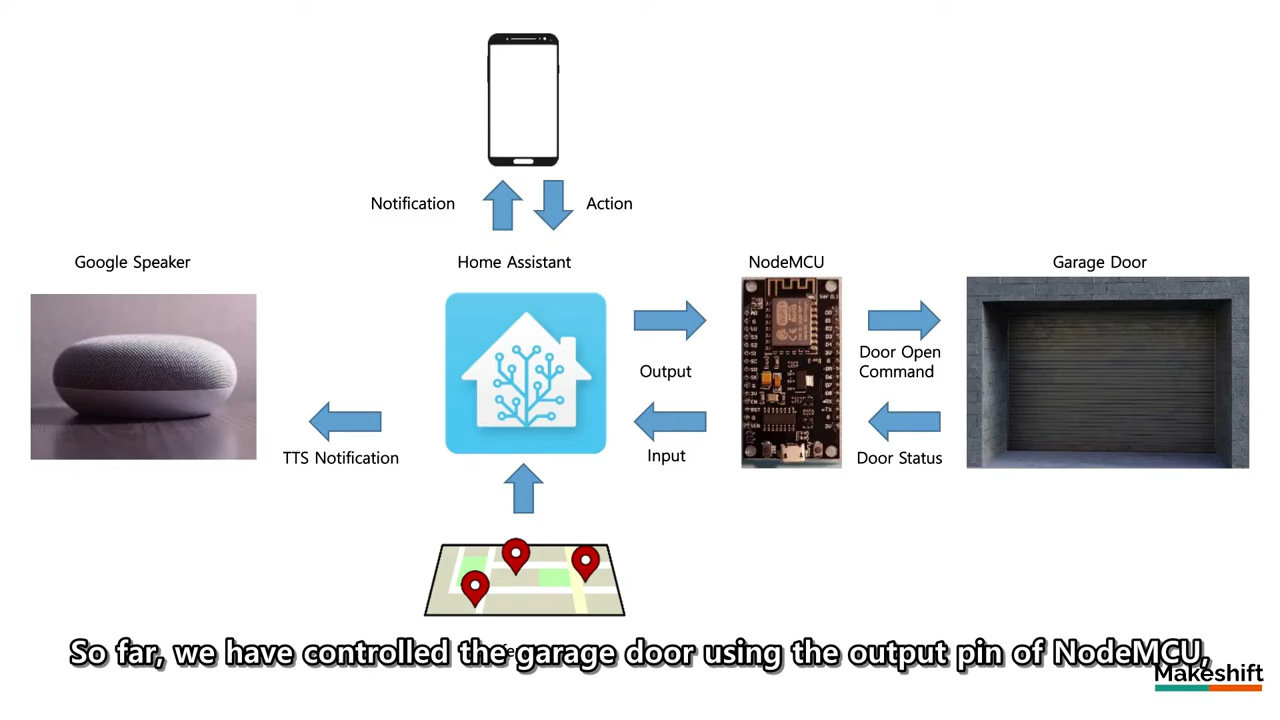 Notification
Action
Google Speaker
Home Assistant
NodeMCU
Garage Door
Output
Door Open
Command
TTS Notification
Input
Door Status
So far, we have controlled the garage door using the output pin of NodeMCU,
Makeshift